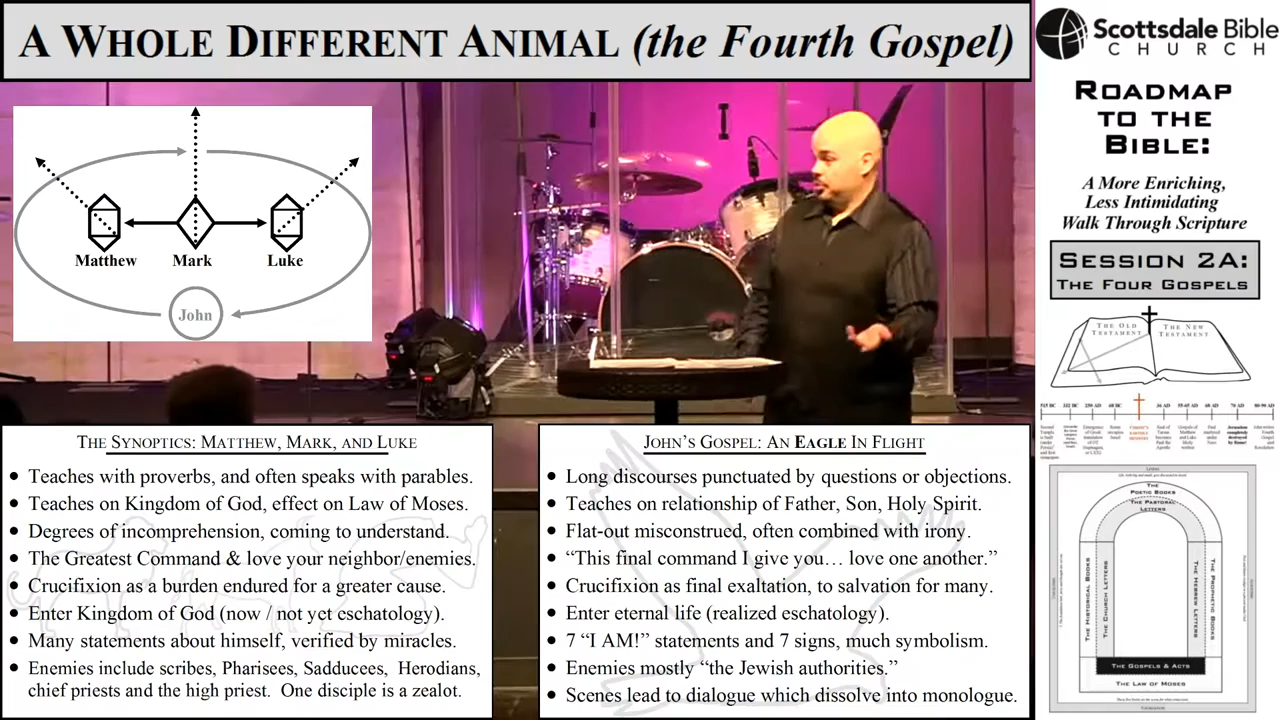 A WHOLE DIFFERENT ANIMAL (the Fourth Gospel)
Matthew Mark Luke
John
THE SYNOPTICS: MATTHEW, MARK, AND LUKE
• Teaches with proverbs, and often speaks with parables.
• Teaches on Kingdom of God, effect on Law of Moses.
• Degrees of incomprehension, coming to understand.
• The Greatest Command & love your neighbor/enemies.
• Crucifixion as a burden endured for a greater cause.
• Enter Kingdom of God (now / not yet eschatology).
• Many statements about himself, verified by miracles.
• Enemies include scribes, Pharisees, Sadducees, Herodians,
chief priests and the high priest. One disciple is a zealot.
JOHN'S GOSPEL: AN EAGLE IN FLIGHT
• Long discourses punctuated by questions or objections.
• Teaches on relationship of Father, Son, Holy Spirit.
• Flat-out misconstrued, often combined with irony.
• “This final command I give you… love one another.”
• Crucifixion as final exaltation, to salvation for many.
• Enter eternal life (realized eschatology).
• 7 “I AM!” statements and 7 signs, much symbolism.
• Enemies mostly “the Jewish authorities.”
• Scenes lead to dialogue which dissolve into monologue.
Scottsdale Bible
CHURCH
ROADMAP
TO THE
BIBLE:
A More Enriching,
Less Intimidating
Walk Through Scripture
SESSION 2A:
THE FOUR GOSPELS
THE OLD
TESTAMENT
THE NEW
TESTAMENT
THE
POETIC BOOKS
THE PASTORAL
LETTERS
THE HISTORICAL BOOKS
THE CHURCH LETTERS
THE HEBREW LETTERS
THE PROPHETIC BOOKS
THE GOSPELS & ACTS
THE LAW OF MOSES